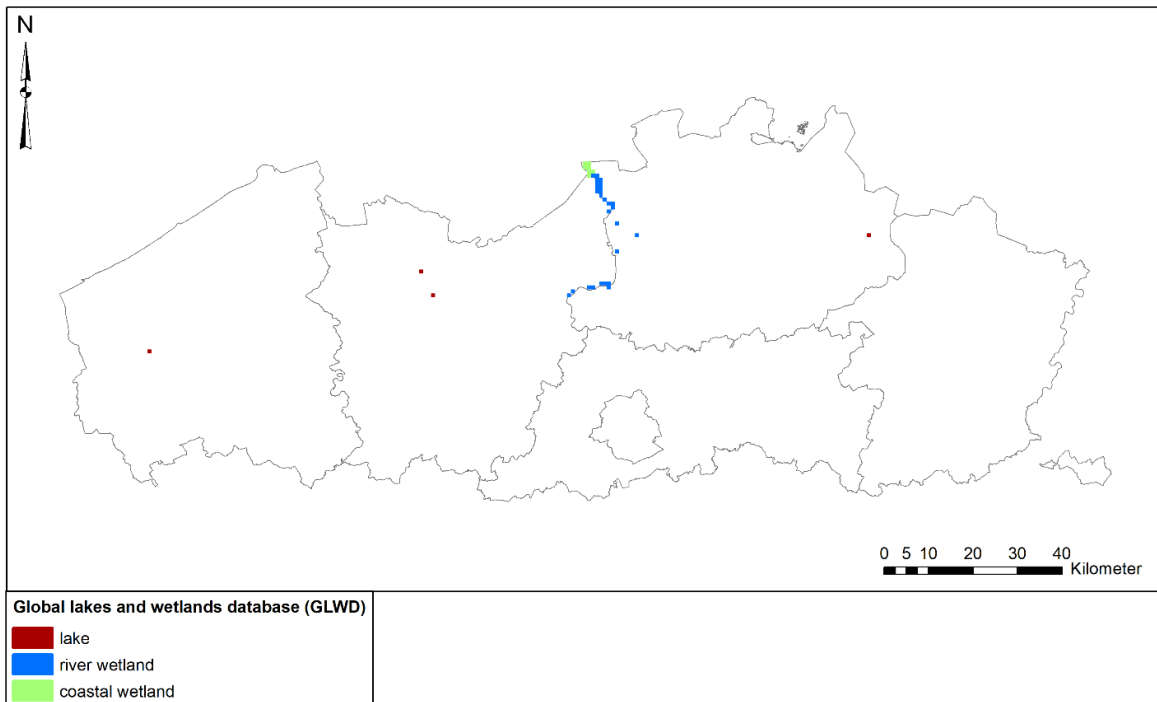 N
0 5 10 20 30 40
Kilometer
Global lakes and wetlands database (GLWD)
lake
river wetland
coastal wetland